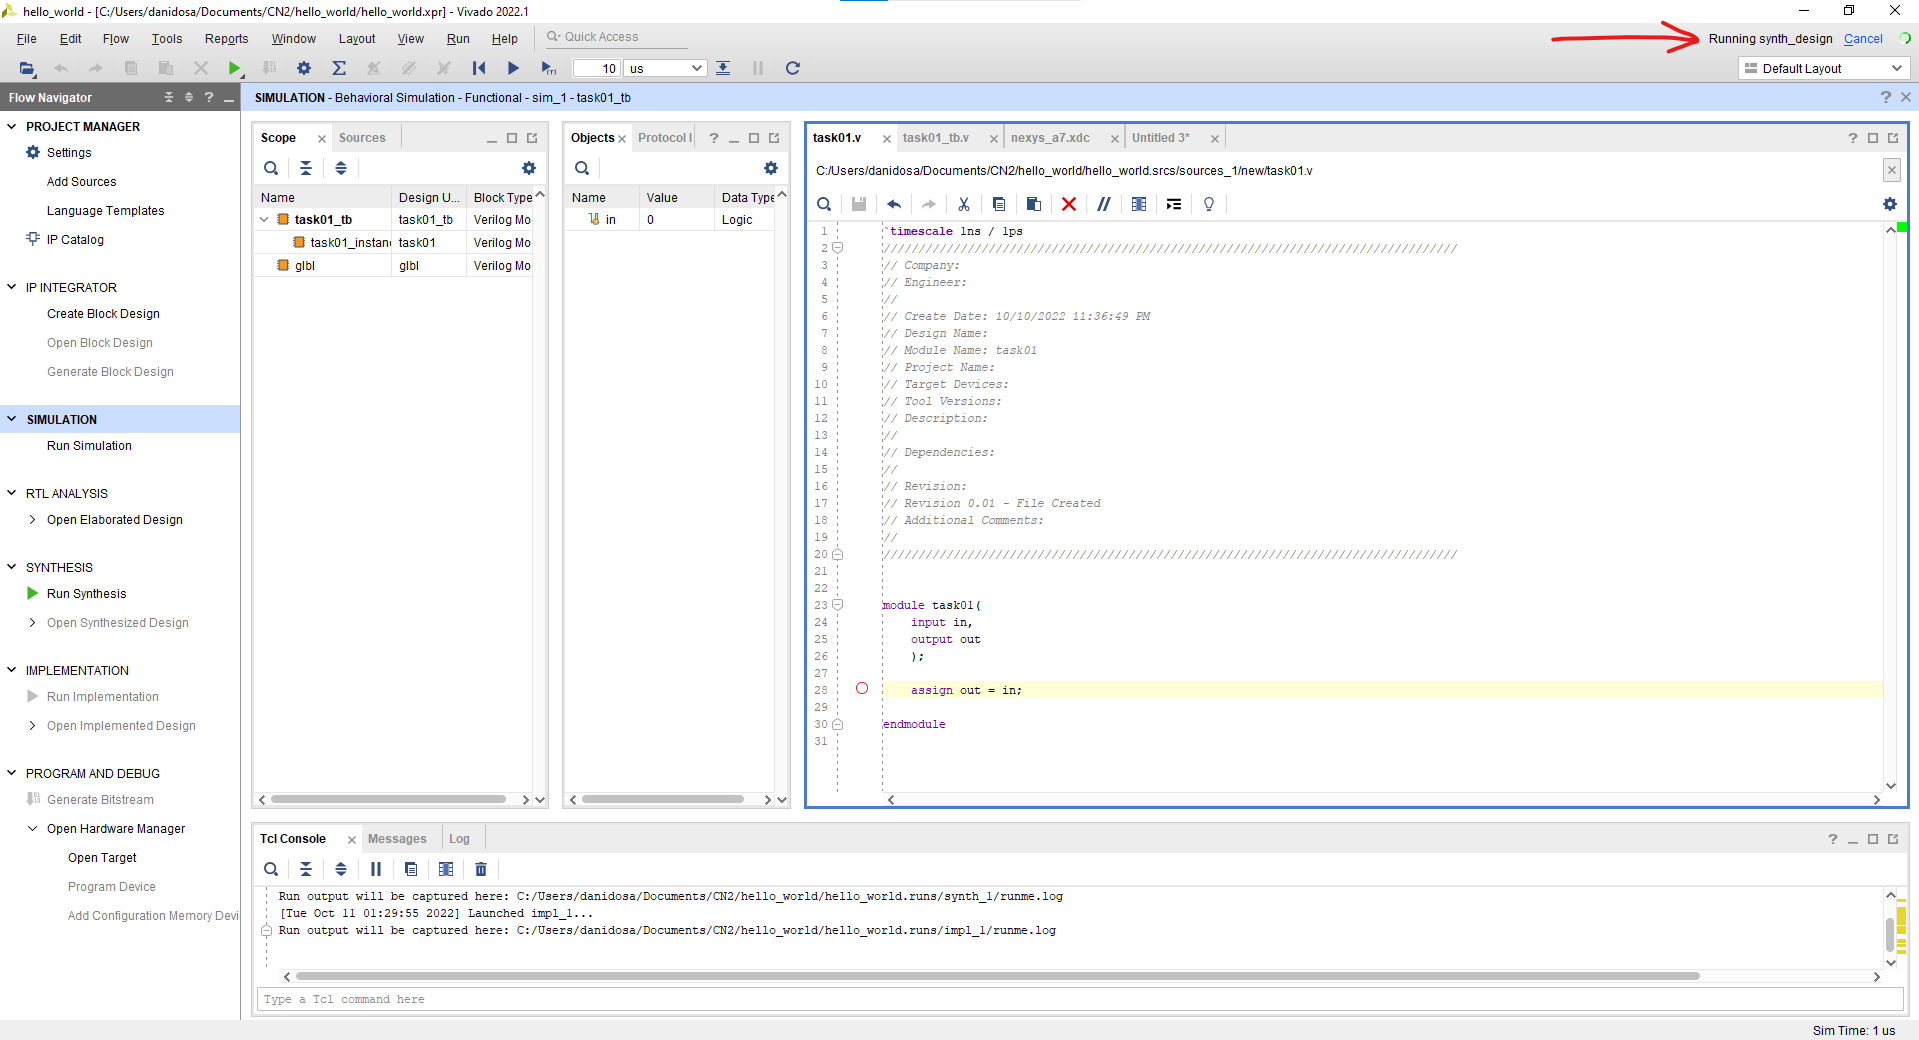 hello_world - [C:/Users/danidosa/Documents/CN2/hello_world/hello_world.xpr] - Vivado 2022.1
File Edit Flow Tools Reports Window Layout View Run Help Quick Access
Running synth_design Cancel
10 us
Default Layout
Flow Navigator
PROJECT MANAGER
Settings
Add Sources
Language Templates
IP Catalog
IP INTEGRATOR
Create Block Design
Open Block Design
Generate Block Design
SIMULATION
Run Simulation
RTL ANALYSIS
Open Elaborated Design
SYNTHESIS
Run Synthesis
Open Synthesized Design
IMPLEMENTATION
Run Implementation
Open Implemented Design
PROGRAM AND DEBUG
Generate Bitstream
Open Hardware Manager
Open Target
Program Device
Add Configuration Memory Devi
SIMULATION - Behavioral Simulation - Functional - sim_1 - task01_tb
Scope Sources
Name Design U... Block Type
task01_tb task01_tb Verilog Mo
task01_instanc task01 Verilog Mo
glbl glbl Verilog Mo
Objects Protocol I
Name Value Data Type
in 0 Logic
task01.v task01_tb.v nexys_a7.xdc Untitled 3*
C:/Users/danidosa/Documents/CN2/hello_world/hello_world.srcs/sources_1/new/task01.v
1 `timescale 1ns / 1ps
2 //////////////////////////////////////////////////////////////////////////////////
3 // Company:
4 // Engineer:
5 //
6 // Create Date: 10/10/2022 11:36:49 PM
7 // Design Name:
8 // Module Name: task01
9 // Project Name:
10 // Target Devices:
11 // Tool Versions:
12 // Description:
13 //
14 // Dependencies:
15 //
16 // Revision:
17 // Revision 0.01 - File Created
18 // Additional Comments:
19 //
20 //////////////////////////////////////////////////////////////////////////////////
21
22
23 module task01(
24 input in,
25 output out
26 );
27
28 assign out = in;
29
30 endmodule
31
Tcl Console Messages Log
Run output will be captured here: C:/Users/danidosa/Documents/CN2/hello_world/hello_world.runs/synth_1/runme.log
[Tue Oct 11 01:29:55 2022] Launched impl_1...
Run output will be captured here: C:/Users/danidosa/Documents/CN2/hello_world/hello_world.runs/impl_1/runme.log
Type a Tcl command here
Sim Time: 1 us